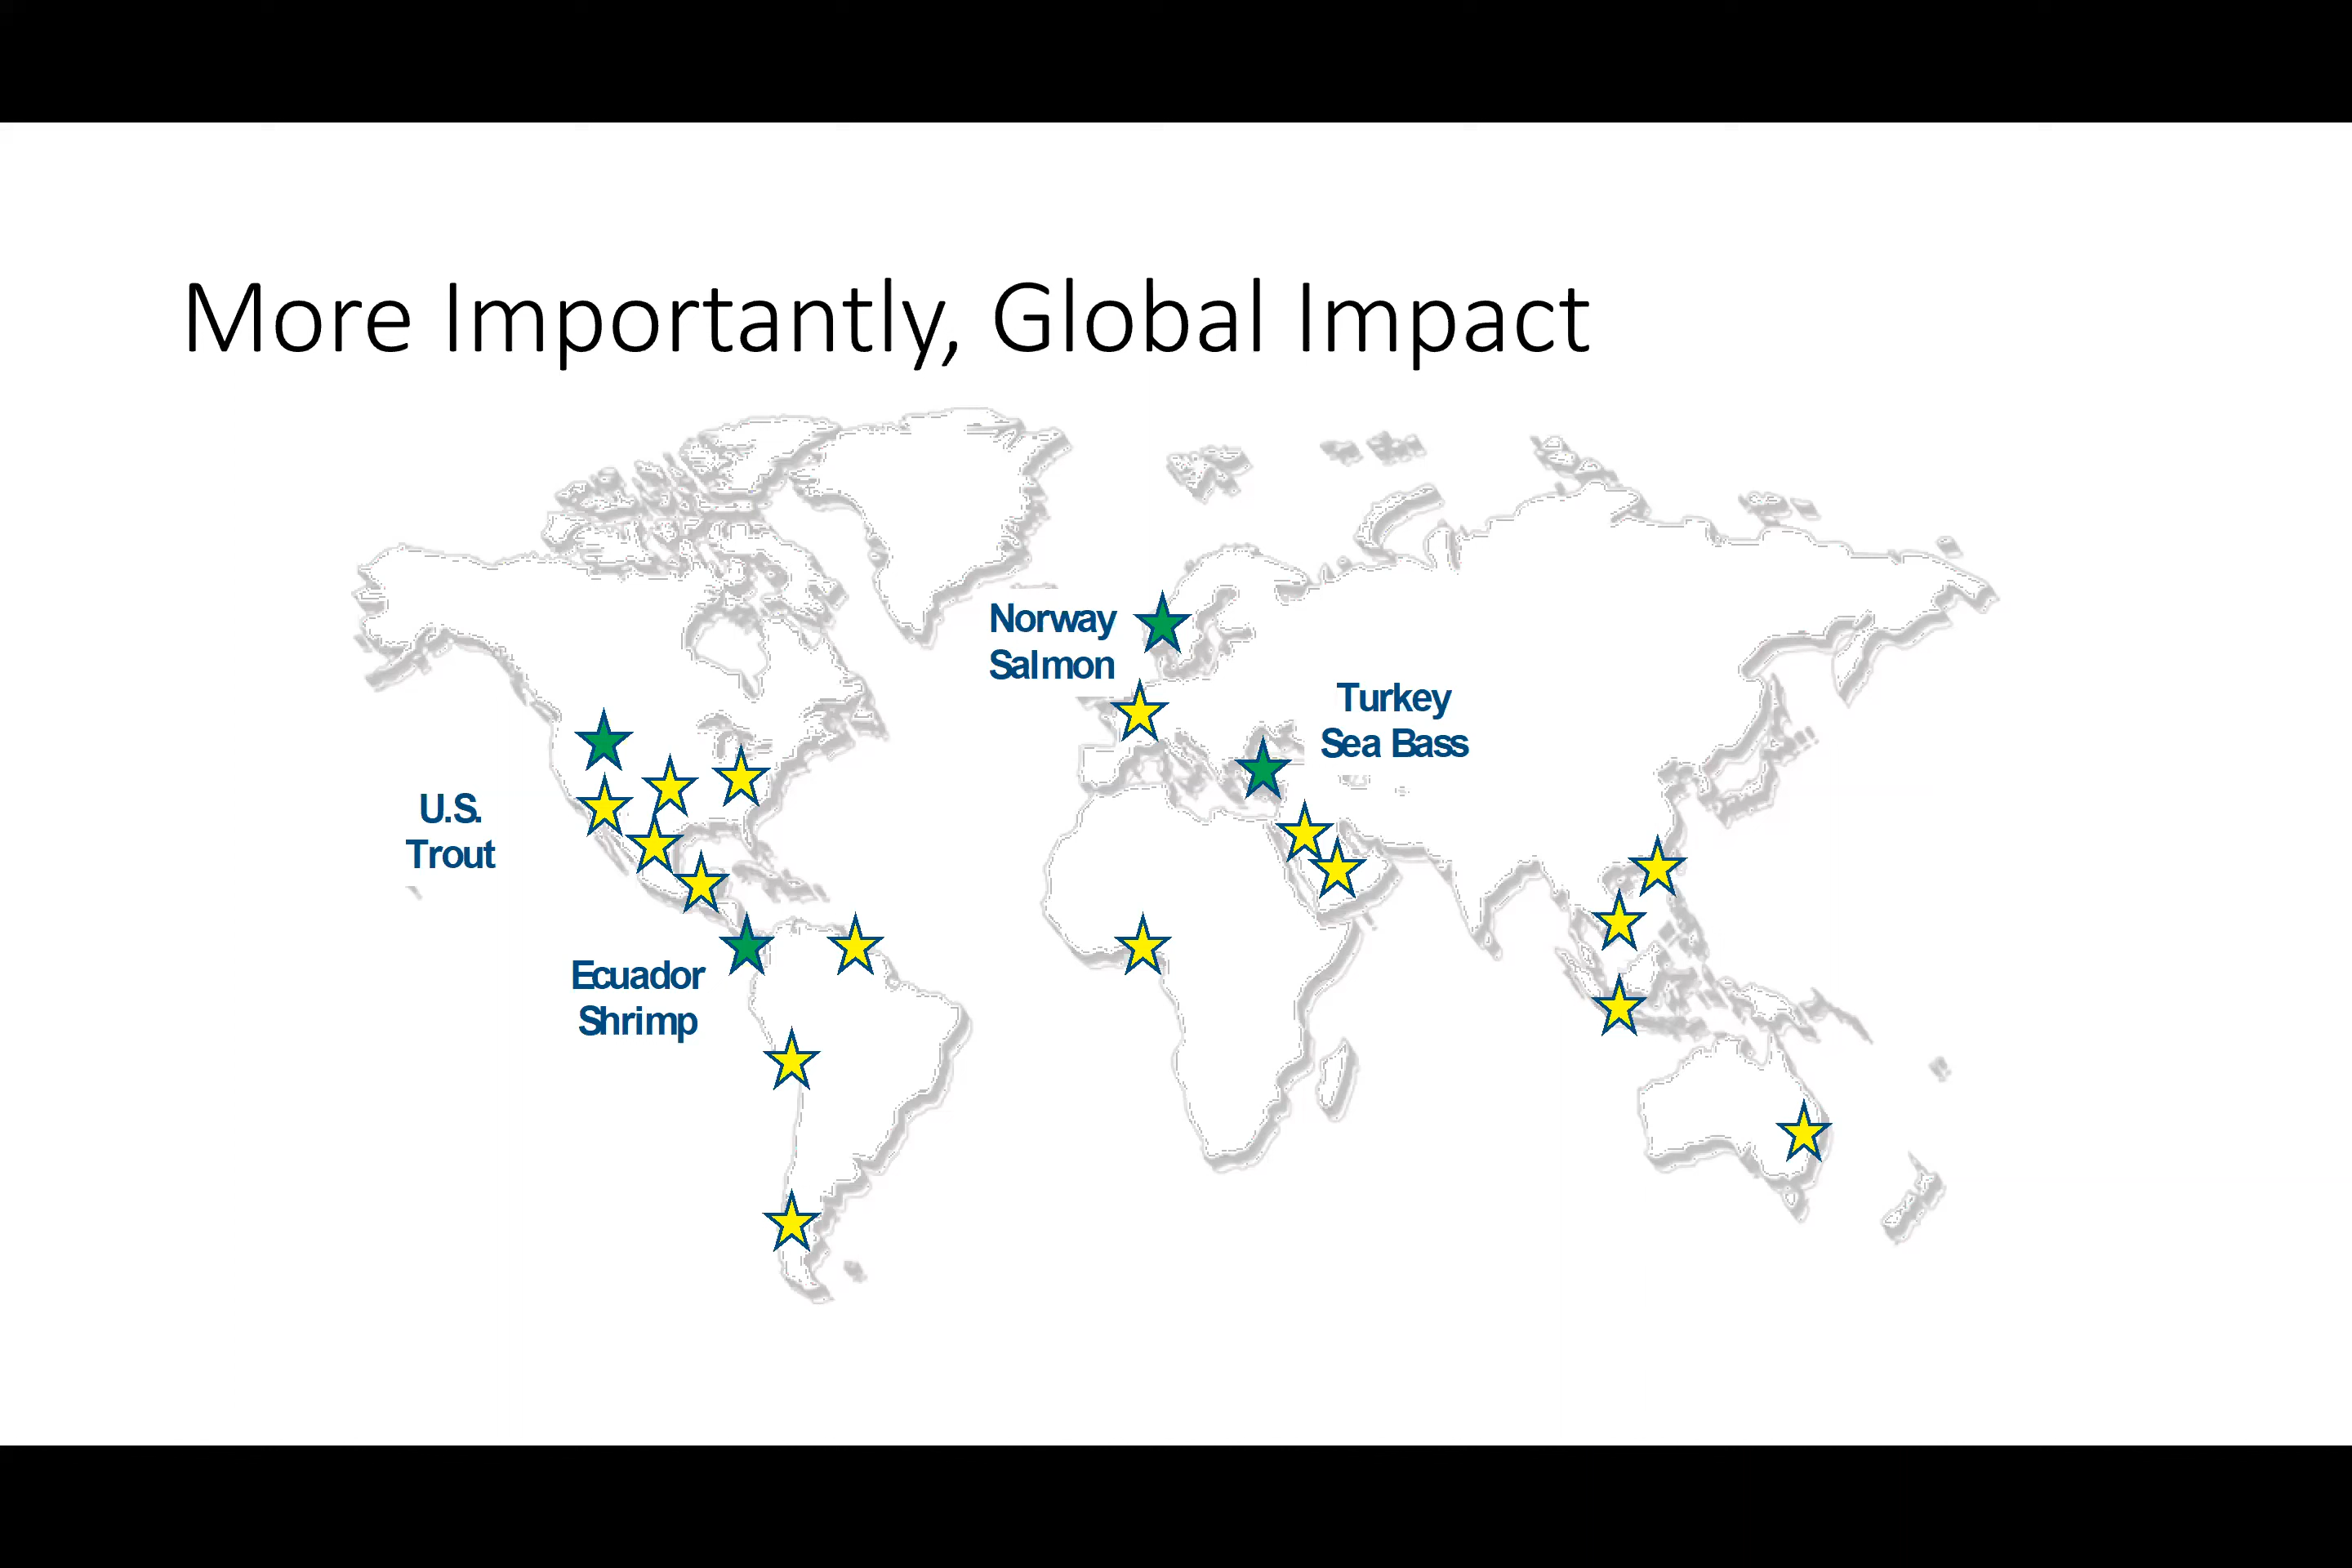 More Importantly, Global Impact
Norway
Salmon
Turkey
Sea Bass
U.S.
Trout
Ecuador
Shrimp